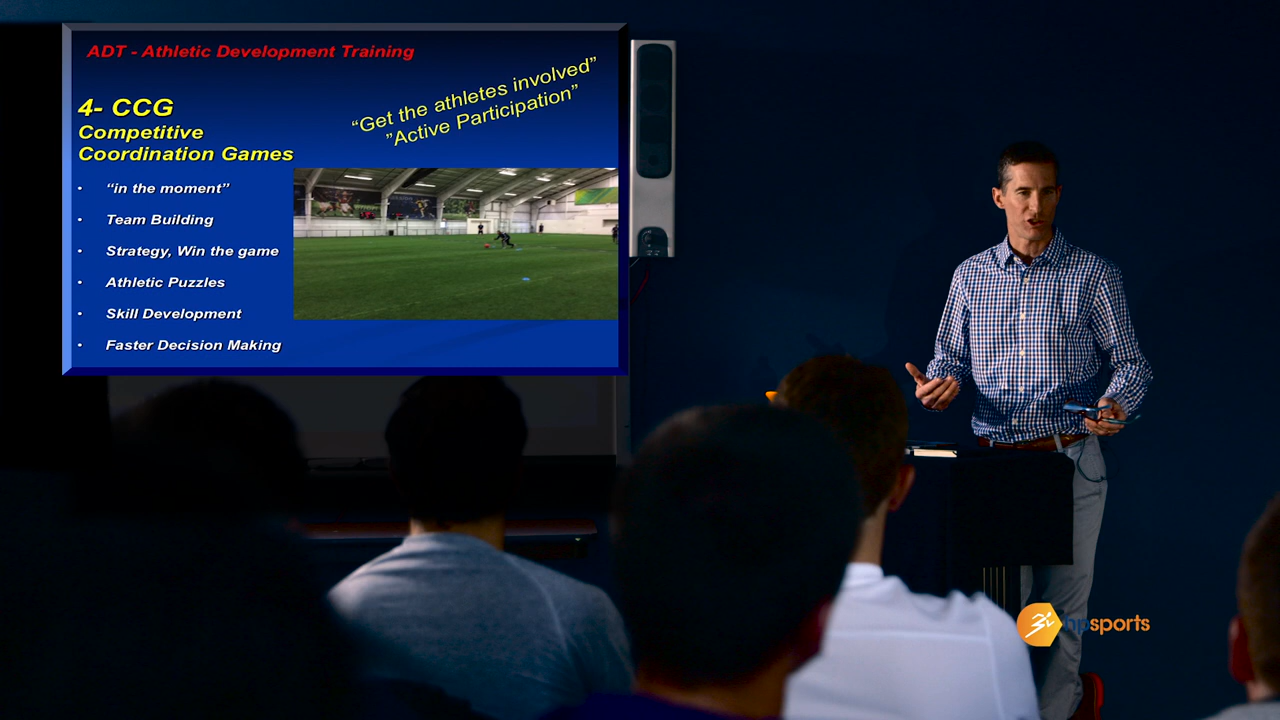 ADT - Athletic Development Training
“Get the athletes involved”
”Active Participation”
4- CCG
Competitive
Coordination Games
• “in the moment”
• Team Building
• Strategy, Win the game
• Athletic Puzzles
• Skill Development
• Faster Decision Making
hpsports